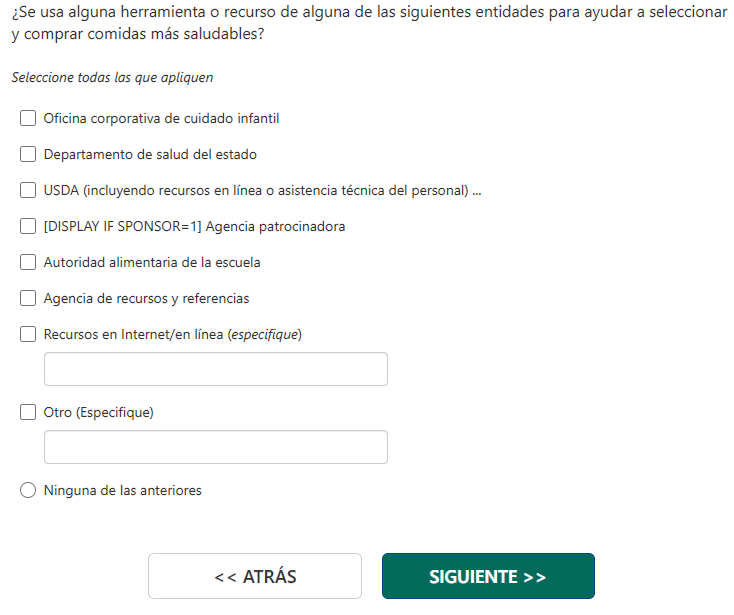 ¿Se usa alguna herramienta o recurso de alguna de las siguientes entidades para ayudar a seleccionar
y comprar comidas más saludables?
Seleccione todas las que apliquen
Oficina corporativa de cuidado infantil
Departamento de salud del estado
USDA (incluyendo recursos en línea o asistencia técnica del personal) ...
[DISPLAY IF SPONSOR=1] Agencia patrocinadora
Autoridad alimentaria de la escuela
Agencia de recursos y referencias
Recursos en Internet/en línea (especifique)
Otro (Especifique)
Ninguna de las anteriores
<< ATRÁS
SIGUIENTE >>